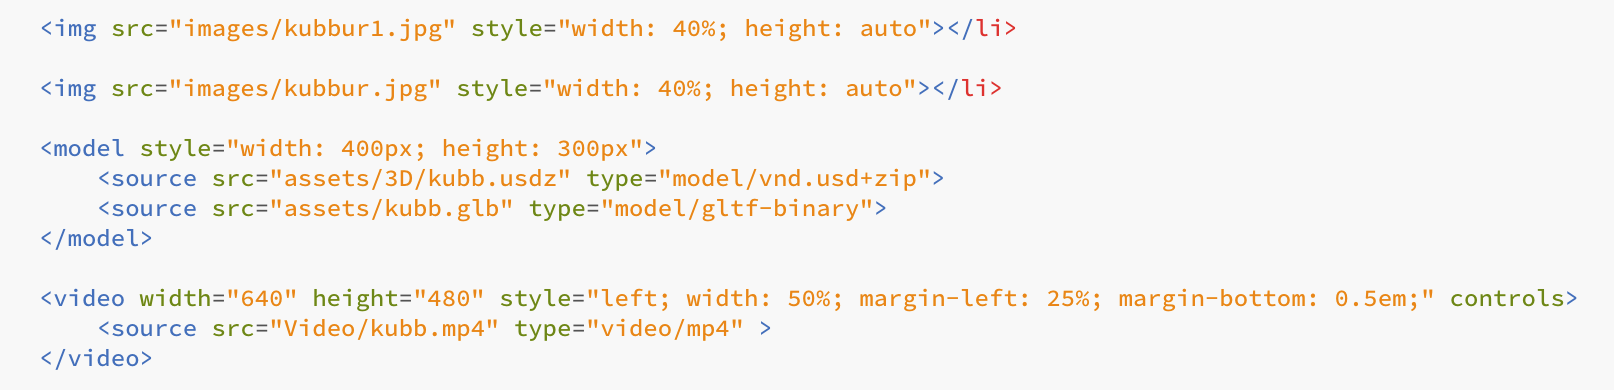 <img src="images/kubbur1.jpg" style="width: 40%; height: auto"></li>
<img src="images/kubbur.jpg" style="width: 40%; height: auto"></li>
<model style="width: 400px; height: 300px">
    <source src="assets/3D/kubb.usdz" type="model/vnd.usd+zip">
    <source src="assets/kubb.glb" type="model/gltf-binary">
</model>
<video width="640" height="480" style="left; width: 50%; margin-left: 25%; margin-bottom: 0.5em;" controls>
    <source src="Video/kubb.mp4" type="video/mp4" >
</video>